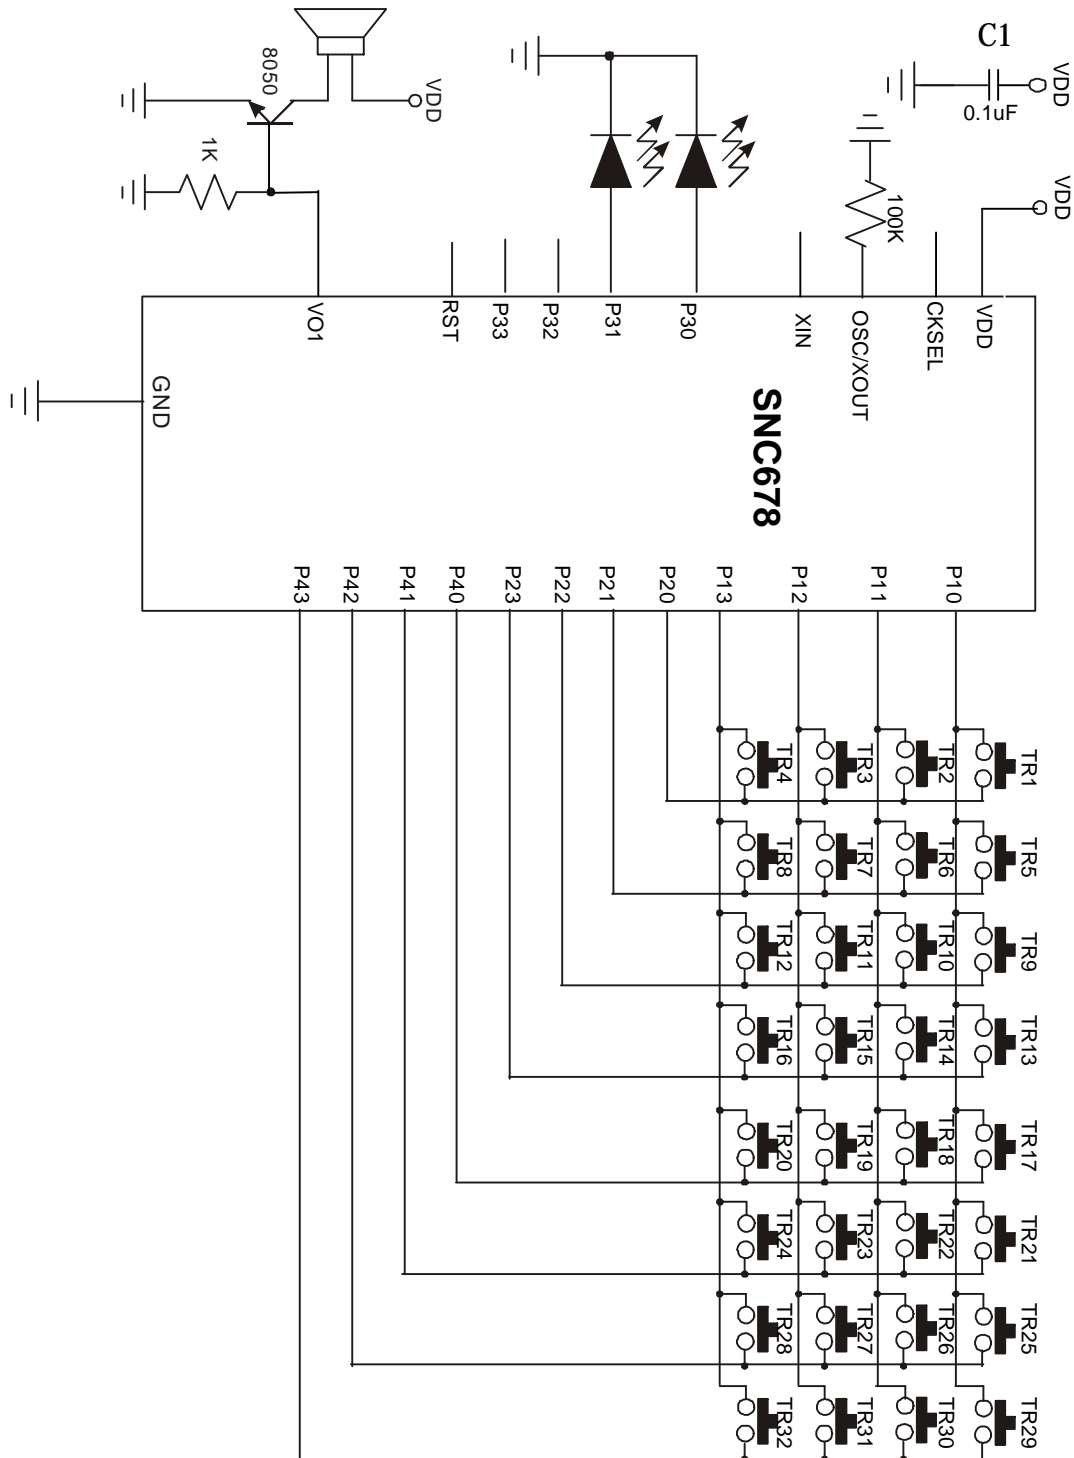 C1
VDD
0.1uF
8050
VDD
1K
100K
VDD
VO1
RST
P33
P32
P31
P30
XIN
OSC/XOUT
CKSEL
VDD
GND
SNC678
P43
P42
P41
P40
P23
P22
P21
P20
P13
P12
P11
P10
TR4
TR3
TR2
TR1
TR8
TR7
TR6
TR5
TR12
TR11
TR10
TR9
TR16
TR15
TR14
TR13
TR20
TR19
TR18
TR17
TR24
TR23
TR22
TR21
TR28
TR27
TR26
TR25
TR32
TR31
TR30
TR29